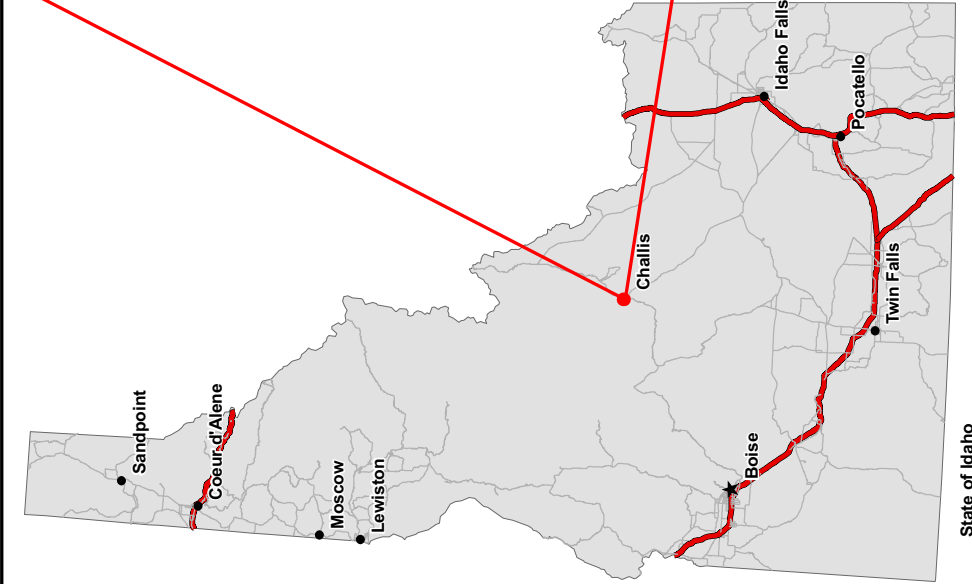 Sandpoint
Coeur d'Alene
Moscow
Lewiston
Challis
Boise
Twin Falls
Pocatello
Idaho Falls
State of Idaho